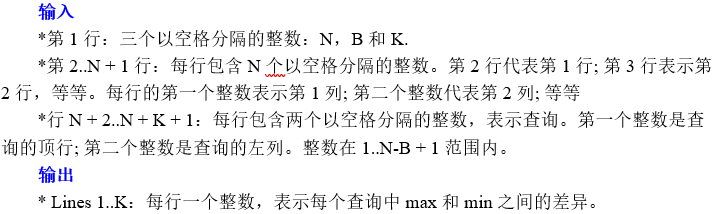 输入
*第 1 行：三个以空格分隔的整数：N，B 和 K.
*第 2..N + 1 行：每行包含 N 个以空格分隔的整数。第 2 行代表第 1 行; 第 3 行表示第
2 行，等等。每行的第一个整数表示第 1 列; 第二个整数代表第 2 列; 等等
*行 N + 2..N + K + 1：每行包含两个以空格分隔的整数，表示查询。第一个整数是查
询的顶行; 第二个整数是查询的左列。整数在 1..N-B + 1 范围内。
输出
* Lines 1..K：每行一个整数，表示每个查询中 max 和 min 之间的差异。